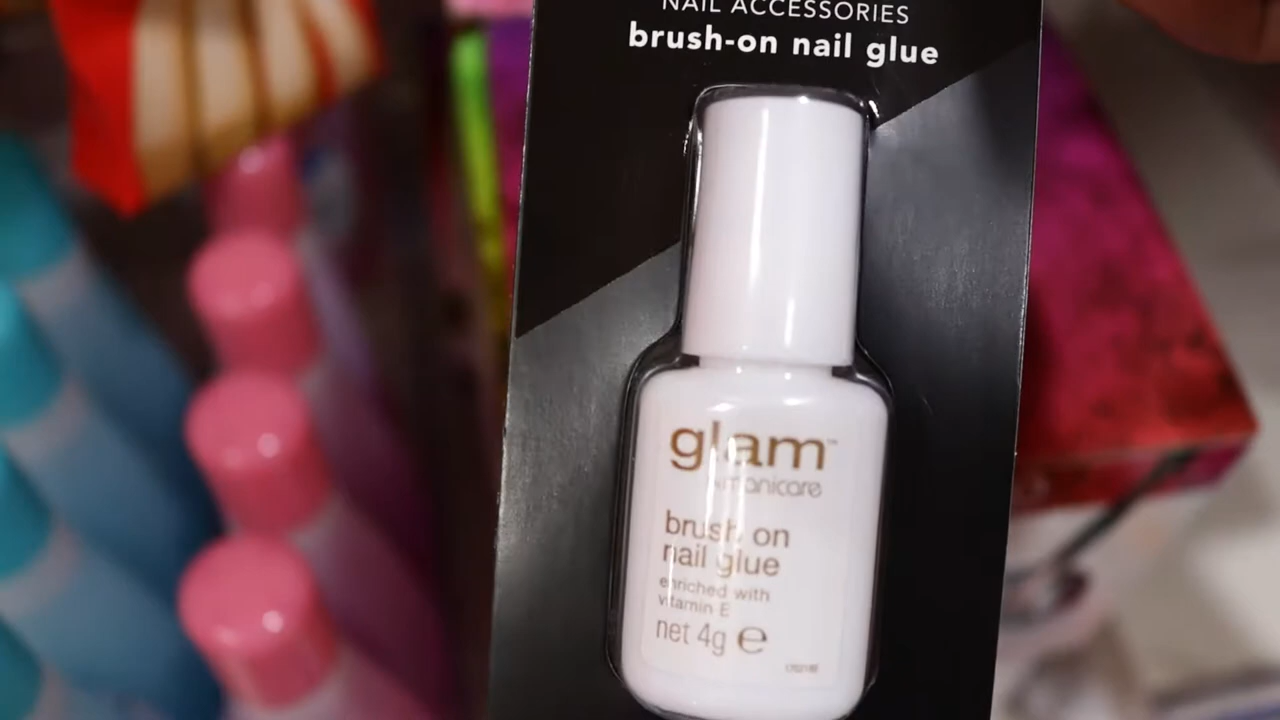 NAIL ACCESSORIES
brush-on nail glue
glam™
manicare
brush on
nail glue
enriched with
vitamin E
net 4g ℮